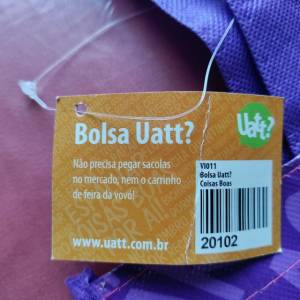 Uatt?
Bolsa Uatt?
Não precisa pegar sacolas
no mercado, nem o carrinho
de feira da vovó!
www.uatt.com.br
VI011
Bolsa Uatt?
Coisas Boas
20102